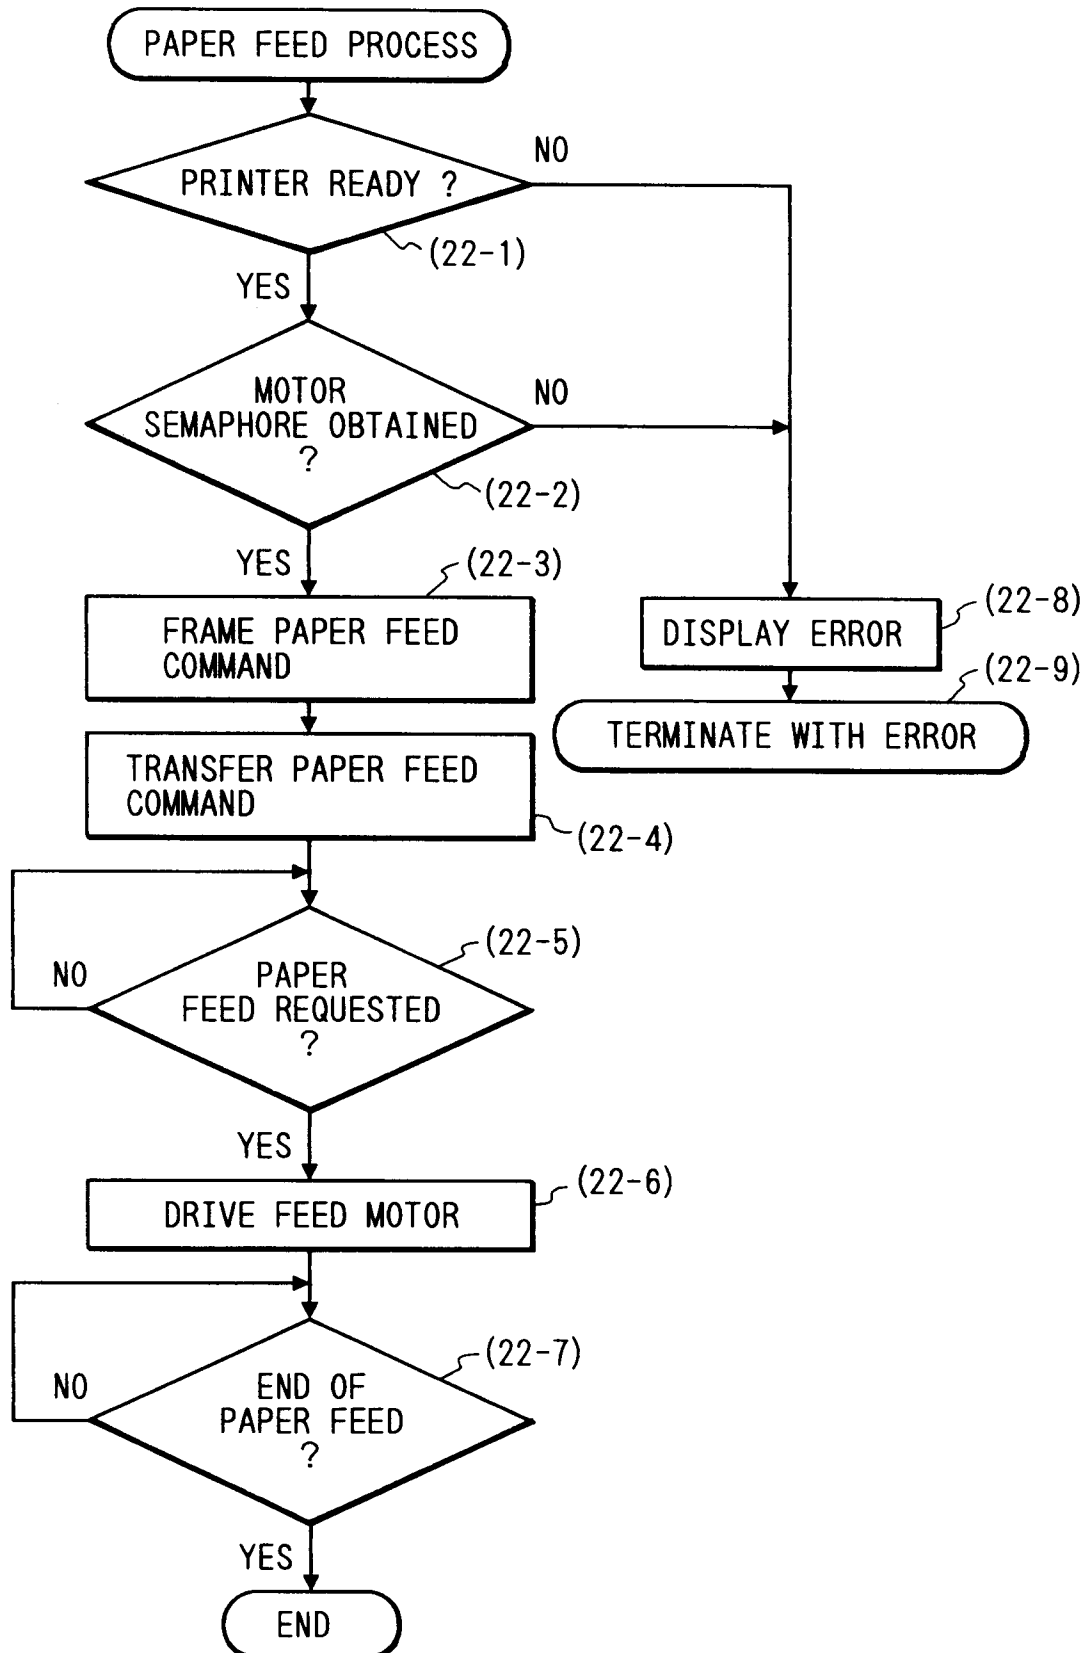 PAPER FEED PROCESS
NO
PRINTER READY ?
(22-1)
YES
MOTOR
SEMAPHORE OBTAINED
?
NO
(22-2)
YES
(22-3)
FRAME PAPER FEED
COMMAND
(22-8)
DISPLAY ERROR
(22-9)
TERMINATE WITH ERROR
TRANSFER PAPER FEED
COMMAND
(22-4)
(22-5)
NO
PAPER
FEED REQUESTED
?
YES
(22-6)
DRIVE FEED MOTOR
(22-7)
NO
END OF
PAPER FEED
?
YES
END